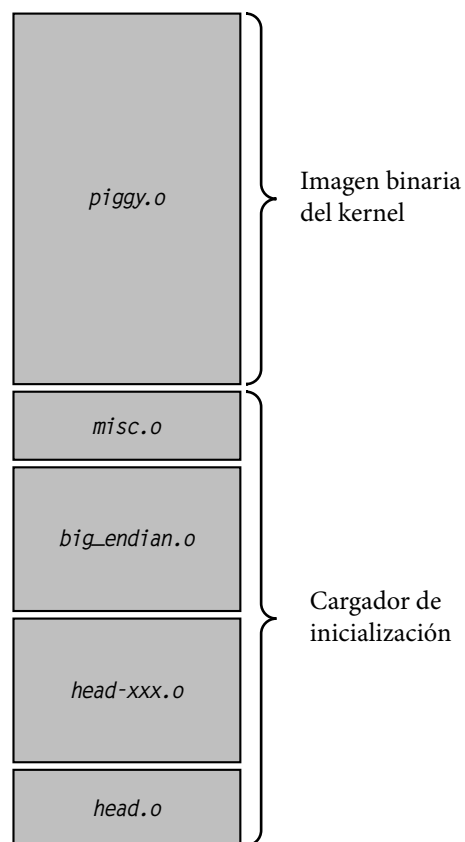 piggy.o
Imagen binaria
del kernel
misc.o
big_endian.o
Cargador de
inicialización
head-xxx.o
head.o